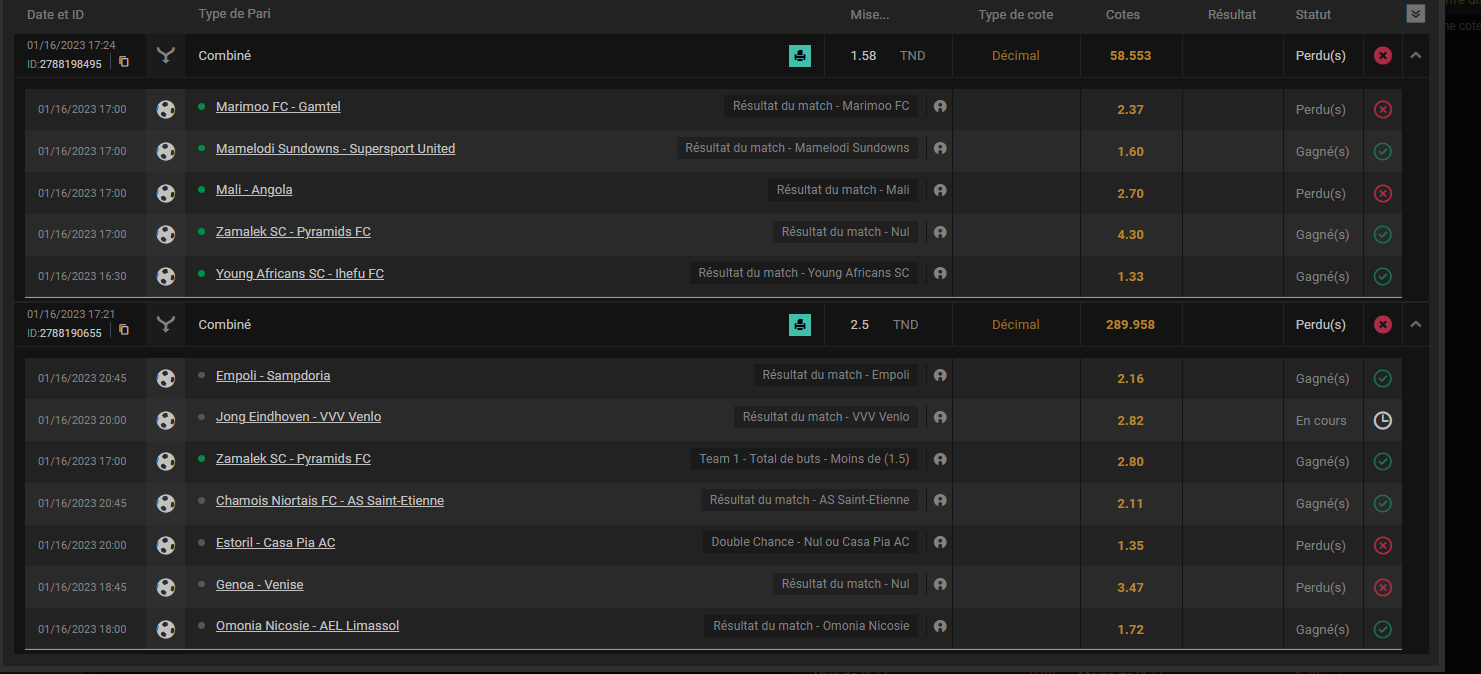 Date et ID Type de Pari Mise... Type de cote Cotes Résultat Statut
01/16/2023 17:24
ID:2788198495 Combiné 1.58 TND Décimal 58.553 Perdu(s)
01/16/2023 17:00 Marimoo FC - Gamtel Résultat du match - Marimoo FC 2.37 Perdu(s)
01/16/2023 17:00 Mamelodi Sundowns - Supersport United Résultat du match - Mamelodi Sundowns 1.60 Gagné(s)
01/16/2023 17:00 Mali - Angola Résultat du match - Mali 2.70 Perdu(s)
01/16/2023 17:00 Zamalek SC - Pyramids FC Résultat du match - Nul 4.30 Gagné(s)
01/16/2023 16:30 Young Africans SC - Ihefu FC Résultat du match - Young Africans SC 1.33 Gagné(s)
01/16/2023 17:21
ID:2788190655 Combiné 2.5 TND Décimal 289.958 Perdu(s)
01/16/2023 20:45 Empoli - Sampdoria Résultat du match - Empoli 2.16 Gagné(s)
01/16/2023 20:00 Jong Eindhoven - VVV Venlo Résultat du match - VVV Venlo 2.82 En cours
01/16/2023 17:00 Zamalek SC - Pyramids FC Team 1 - Total de buts - Moins de (1.5) 2.80 Gagné(s)
01/16/2023 20:45 Chamois Niortais FC - AS Saint-Etienne Résultat du match - AS Saint-Etienne 2.11 Gagné(s)
01/16/2023 20:00 Estoril - Casa Pia AC Double Chance - Nul ou Casa Pia AC 1.35 Perdu(s)
01/16/2023 18:45 Genoa - Venise Résultat du match - Nul 3.47 Perdu(s)
01/16/2023 18:00 Omonia Nicosie - AEL Limassol Résultat du match - Omonia Nicosie 1.72 Gagné(s)